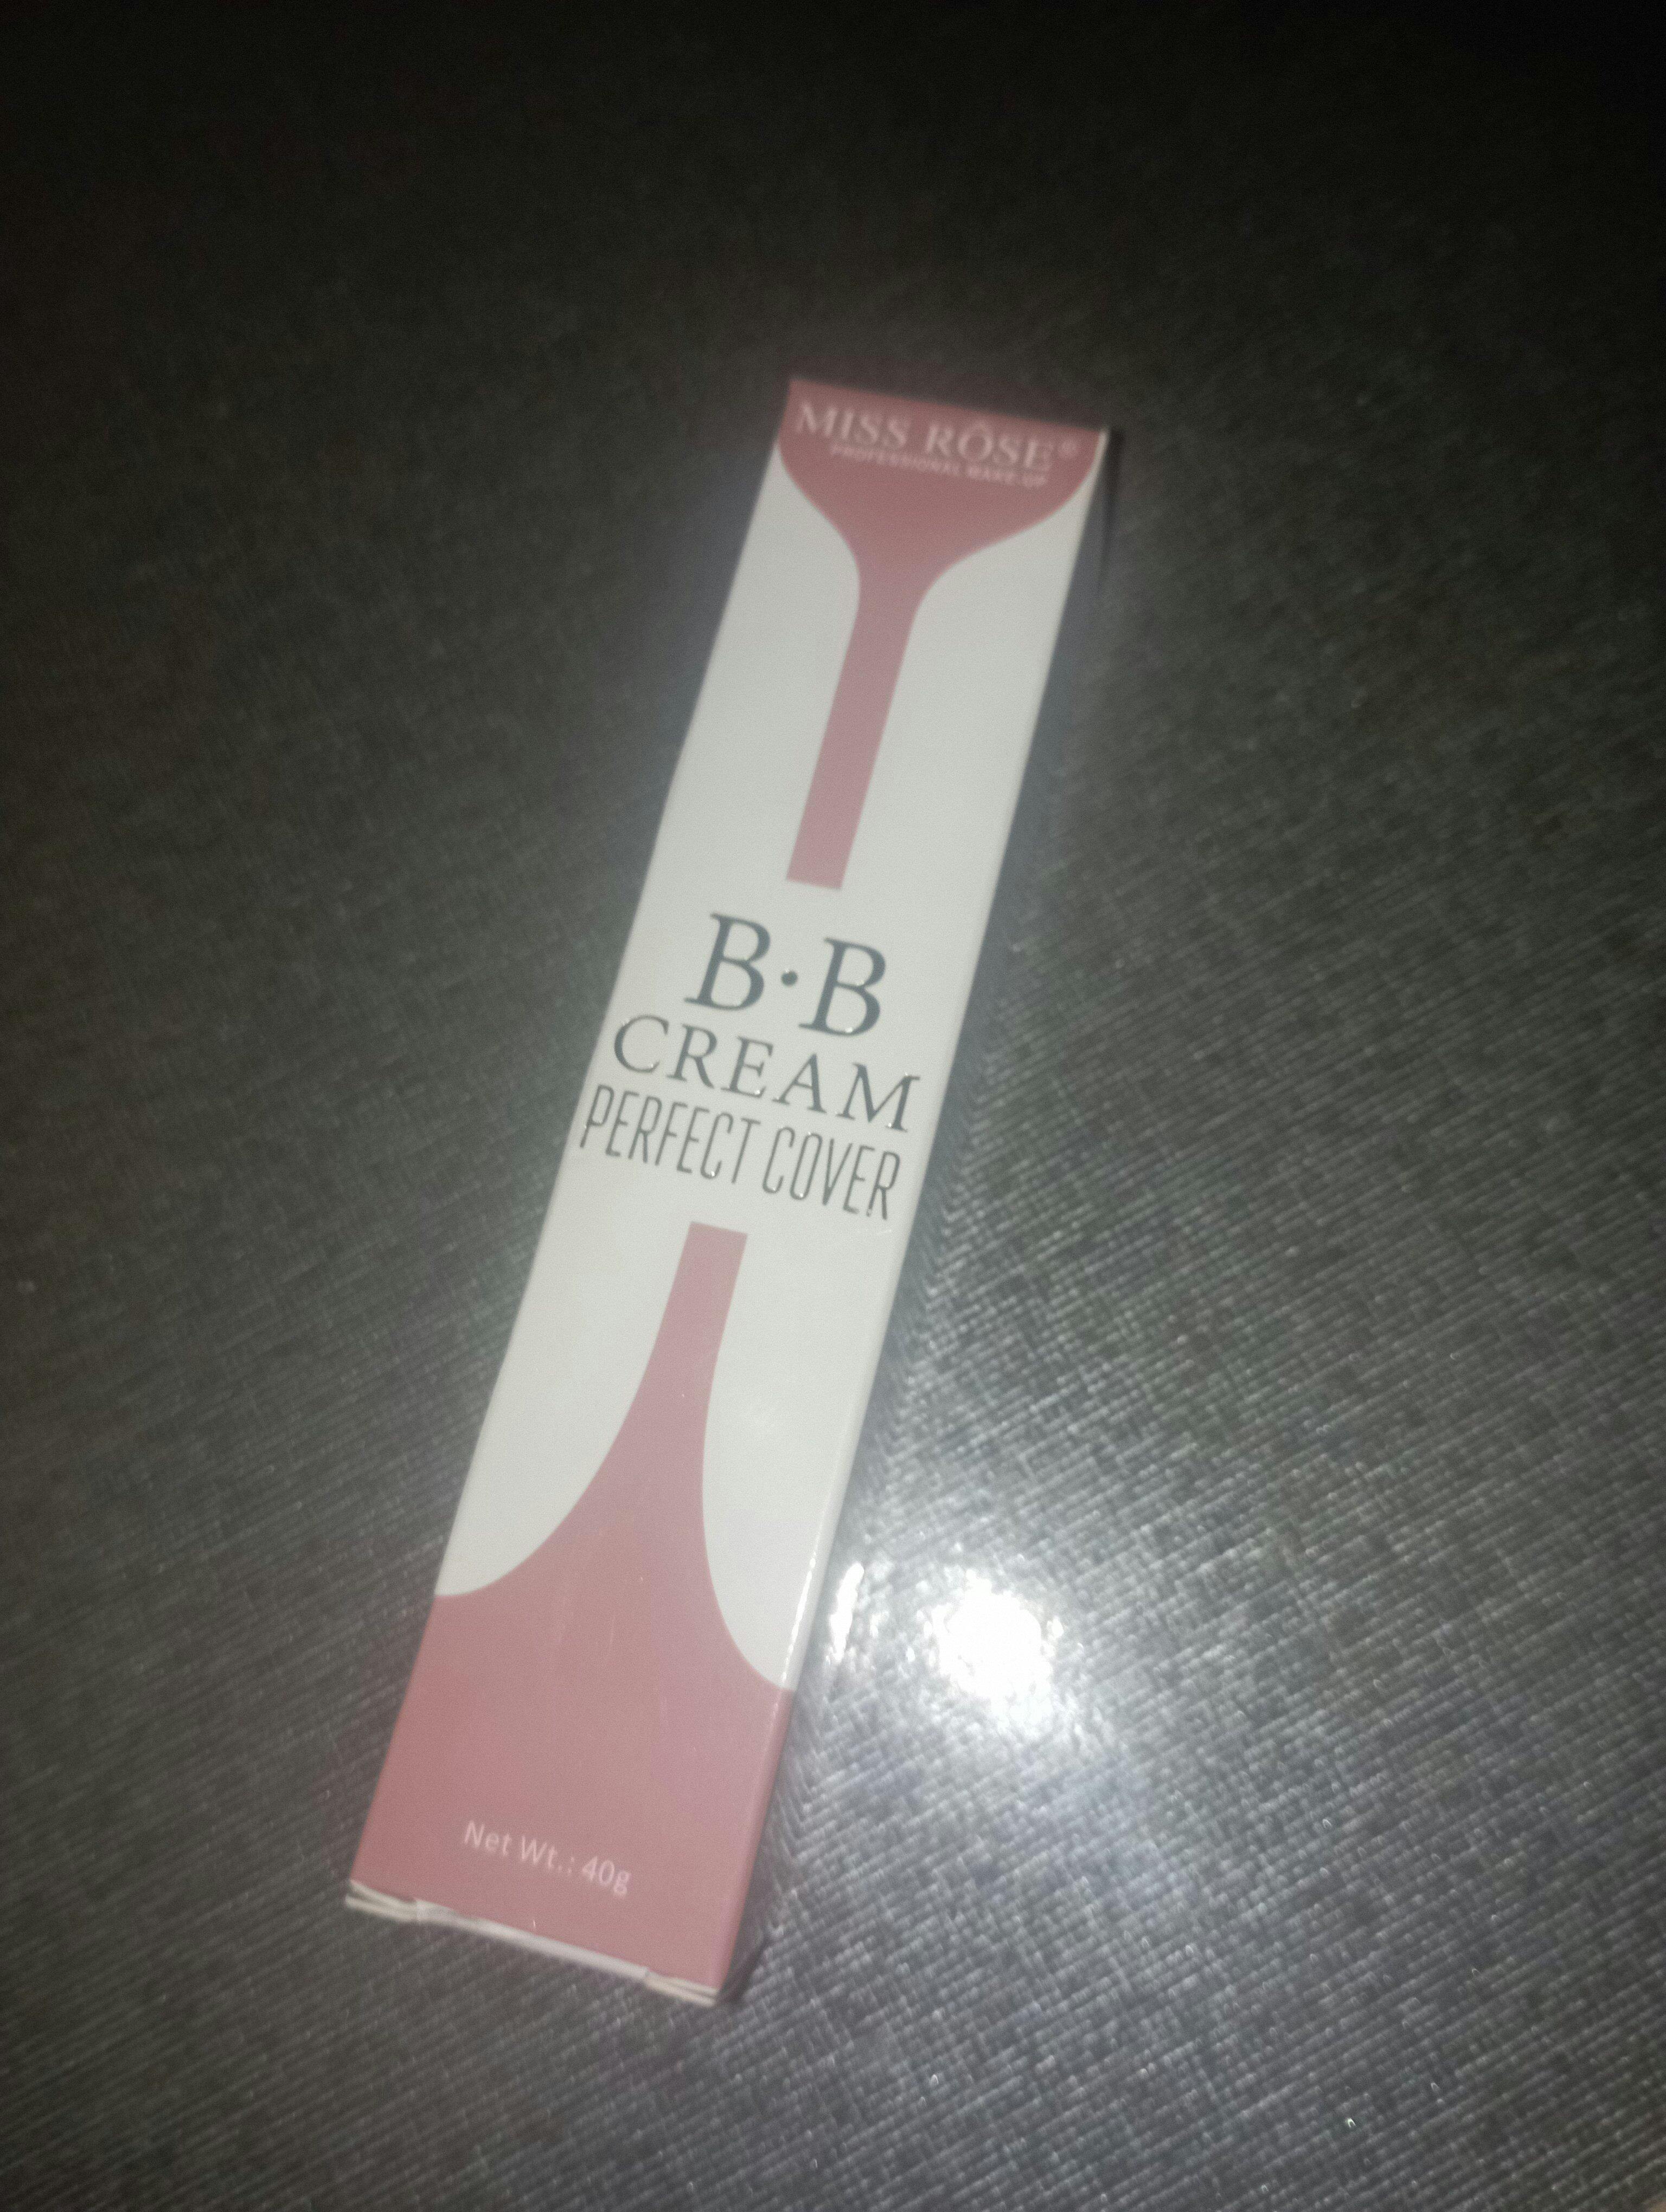 MISS RÔSE®
PROFESSIONAL MAKE-UP
B·B
CREAM
PERFECT COVER
Net Wt.: 40g